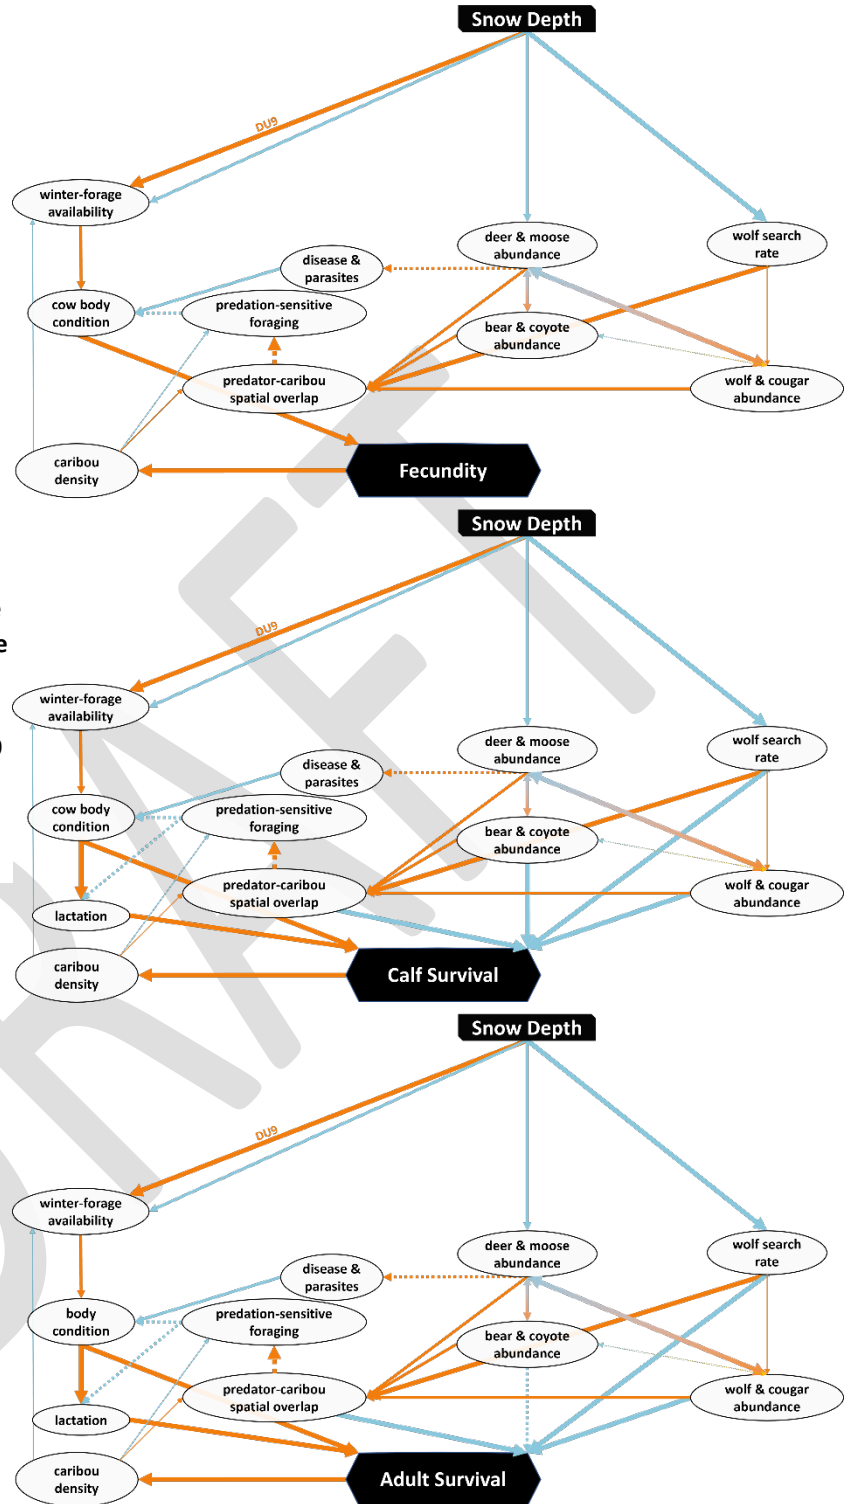 Snow Depth
DU9
winter-forage
availability
deer & moose
abundance
wolf search
rate
disease &
parasites
cow body
condition
predation-sensitive
foraging
bear & coyote
abundance
predator-caribou
spatial overlap
wolf & cougar
abundance
caribou
density
Fecundity
Snow Depth
e
DU9
winter-forage
availability
)
deer & moose
abundance
wolf search
rate
disease &
parasites
cow body
condition
predation-sensitive
foraging
bear & coyote
abundance
predator-caribou
spatial overlap
wolf & cougar
abundance
lactation
caribou
density
Calf Survival
Snow Depth
DU9
winter-forage
availability
deer & moose
abundance
wolf search
rate
disease &
parasites
body
condition
predation-sensitive
foraging
bear & coyote
abundance
predator-caribou
spatial overlap
wolf & cougar
abundance
lactation
caribou
density
Adult Survival
DRAFT